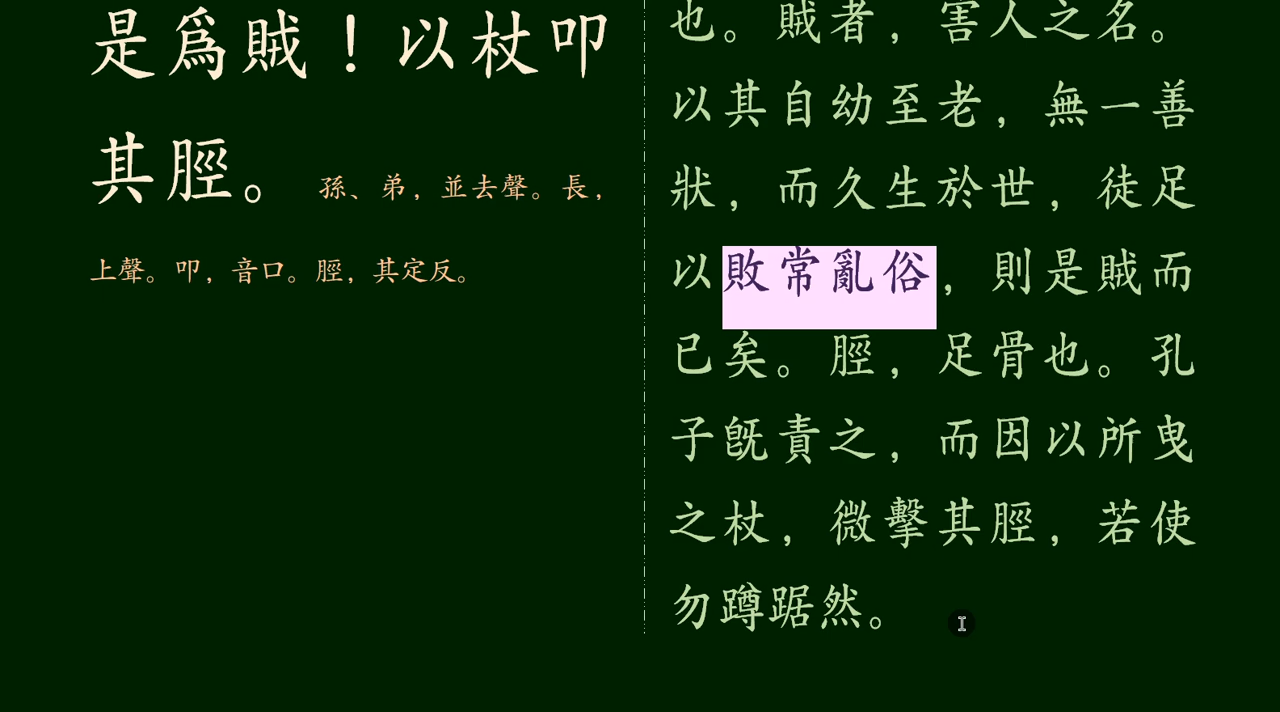 是爲賊！以杖叩
其脛。 孫、弟，並去聲。長，
上聲。叩，音口。脛，其定反。
也。賊者，害人之名。
以其自幼至老，無一善
狀，而久生於世，徒足
以敗常亂俗，則是賊而
已矣。脛，足骨也。孔
子旣責之，而因以所曳
之杖，微擊其脛，若使
勿蹲踞然。